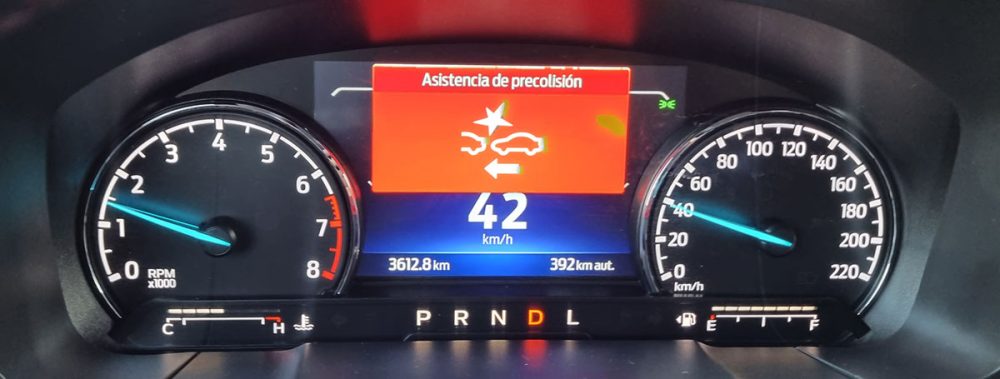 Asistencia de precolisión
0 1 2 3 4 5 6 7 8
RPM
x1000
42
km/h
3612.8 km 392 km aut.
0 20 40 60 80 100 120 140 160 180 200 220
km/h
C H
P R N D L
E F